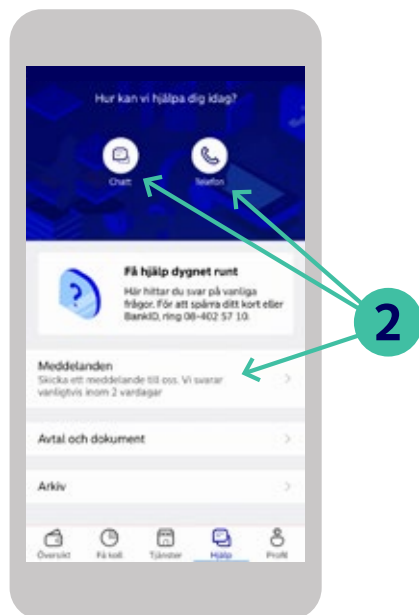 Hur kan vi hjälpa dig idag?
Chatt
Telefon
Få hjälp dygnet runt
Här hittar du svar på vanliga
frågor. För att spärra ditt kort eller
BankID, ring 08-402 57 10.
2
Meddelanden
Skicka ett meddelande till oss. Vi svarar
vanligtvis inom 2 vardagar
Avtal och dokument
Arkiv
Översikt
Få koll
Tjänster
Hjälp
Profil